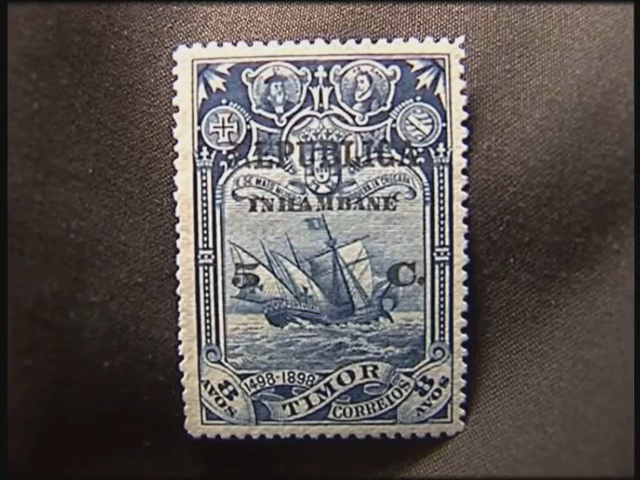 REPUBLICA
INHAMBANE
5 C.
1498-1898
TIMOR
CORREIOS
8 AVOS
8 AVOS